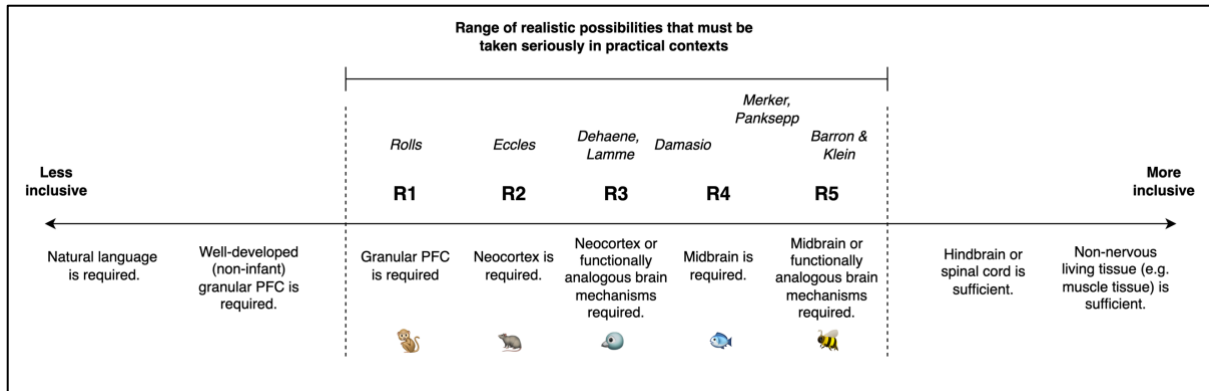 Range of realistic possibilities that must be
taken seriously in practical contexts
Merker,
Panksepp
Rolls
Eccles
Dehaene,
Lamme
Damasio
Barron &
Klein
Less
inclusive
R1
R2
R3
R4
R5
More
inclusive
Natural language
is required.
Well-developed
(non-infant)
granular PFC is
required.
Granular PFC
is required
Neocortex is
required.
Neocortex or
functionally
analogous brain
mechanisms
required.
Midbrain is
required.
Midbrain or
functionally
analogous brain
mechanisms
required.
Hindbrain or
spinal cord is
sufficient.
Non-nervous
living tissue (e.g.
muscle tissue) is
sufficient.